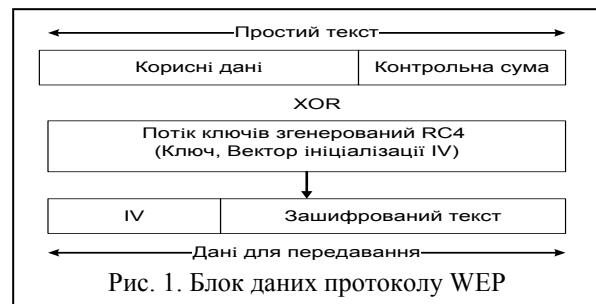 Простий текст
Корисні дані Контрольна сума
XOR
Потік ключів згенерований RC4
(Ключ, Вектор ініціалізації IV)
IV Зашифрований текст
Дані для передавання
Рис. 1. Блок даних протоколу WEP